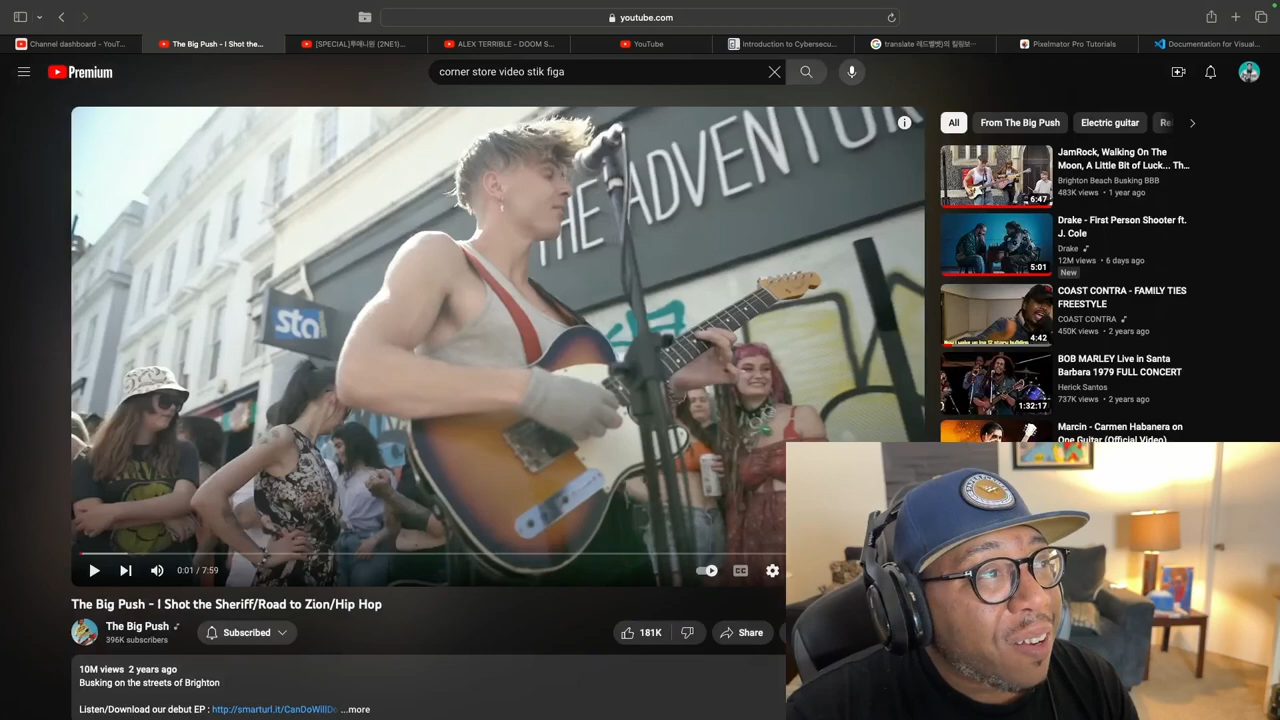 youtube.com
Channel dashboard - YouT...
The Big Push - I Shot the...
[SPECIAL]투애니원 (2NE1)...
ALEX TERRIBLE - DOOM S...
YouTube
Introduction to Cybersecu...
translate 레드벨벳)의 킬링보...
Pixelmator Pro Tutorials
Documentation for Visual...
Premium
corner store video stik figa
THE ADVENTUR
sta
All
From The Big Push
Electric guitar
Re
JamRock, Walking On The
Moon, A Little Bit of Luck... Th...
Brighton Beach Busking BBB
483K views • 1 year ago
6:47
Drake - First Person Shooter ft.
J. Cole
Drake
12M views • 6 days ago
New
5:01
COAST CONTRA - FAMILY TIES
FREESTYLE
COAST CONTRA
450K views • 2 years ago
4:42
BOB MARLEY Live in Santa
Barbara 1979 FULL CONCERT
Herick Santos
737K views • 2 years ago
1:32:17
Marcin - Carmen Habanera on
One Guitar (Official Video)
0:01 / 7:59
CC
The Big Push - I Shot the Sheriff/Road to Zion/Hip Hop
The Big Push
396K subscribers
Subscribed
181K
Share
10M views 2 years ago
Busking on the streets of Brighton
Listen/Download our debut EP : http://smarturl.it/CanDoWillD ...more